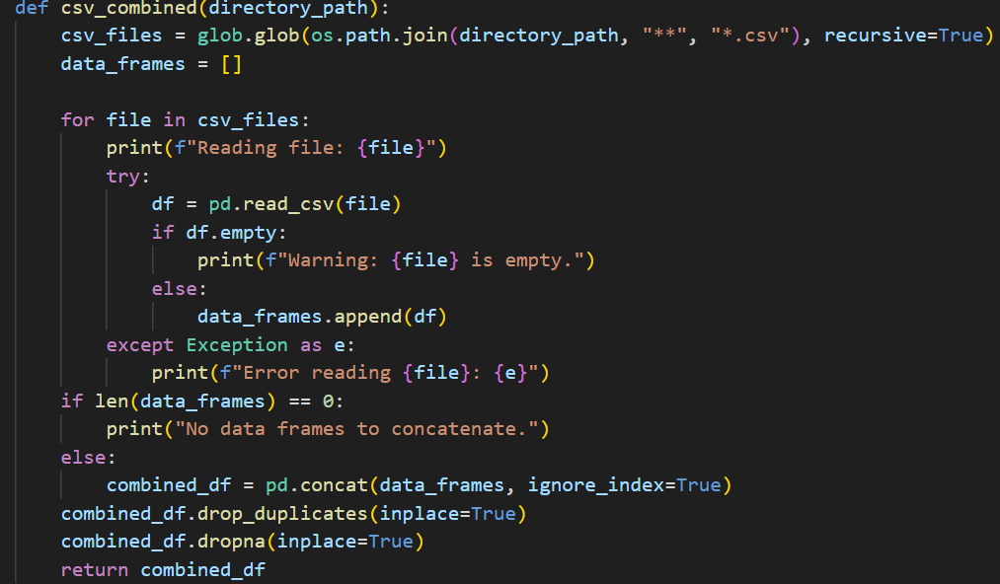 def csv_combined(directory_path):
    csv_files = glob.glob(os.path.join(directory_path, "**", "*.csv"), recursive=True)
    data_frames = []

    for file in csv_files:
        print(f"Reading file: {file}")
        try:
            df = pd.read_csv(file)
            if df.empty:
                print(f"Warning: {file} is empty.")
            else:
                data_frames.append(df)
        except Exception as e:
            print(f"Error reading {file}: {e}")
    if len(data_frames) == 0:
        print("No data frames to concatenate.")
    else:
        combined_df = pd.concat(data_frames, ignore_index=True)
    combined_df.drop_duplicates(inplace=True)
    combined_df.dropna(inplace=True)
    return combined_df